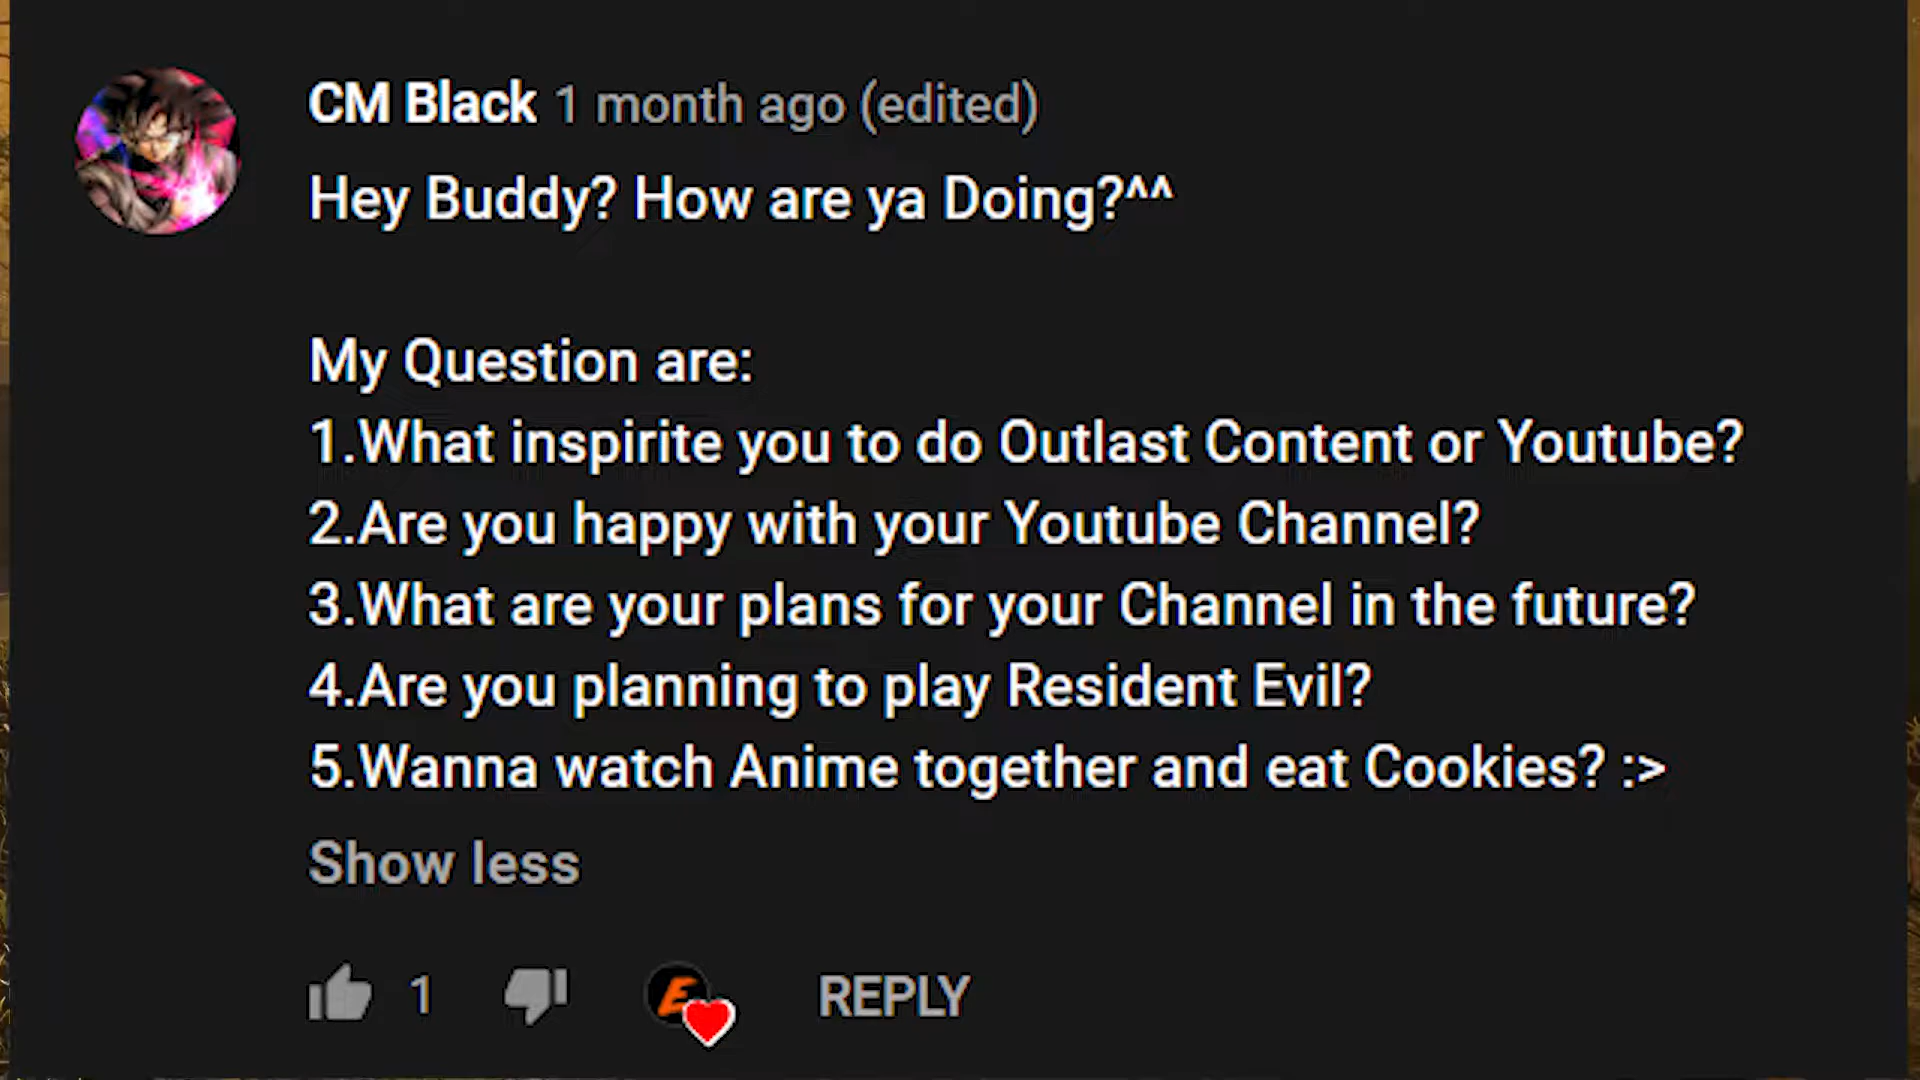 CM Black 1 month ago (edited)
Hey Buddy? How are ya Doing?^^
My Question are:
1.What inspirite you to do Outlast Content or Youtube?
2.Are you happy with your Youtube Channel?
3.What are your plans for your Channel in the future?
4.Are you planning to play Resident Evil?
5.Wanna watch Anime together and eat Cookies? :>
Show less
1 E REPLY